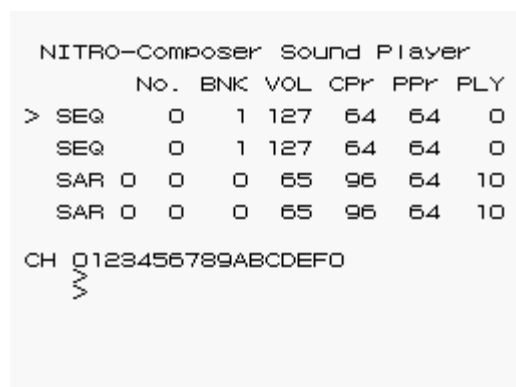 NITRO-Composer Sound Player
No. BNK VOL CPr PPr PLY
> SEQ 0 1 127 64 64 0
SEQ 0 1 127 64 64 0
SAR 0 0 0 65 96 64 10
SAR 0 0 0 65 96 64 10
CH 0123456789ABCDEF0
>
>